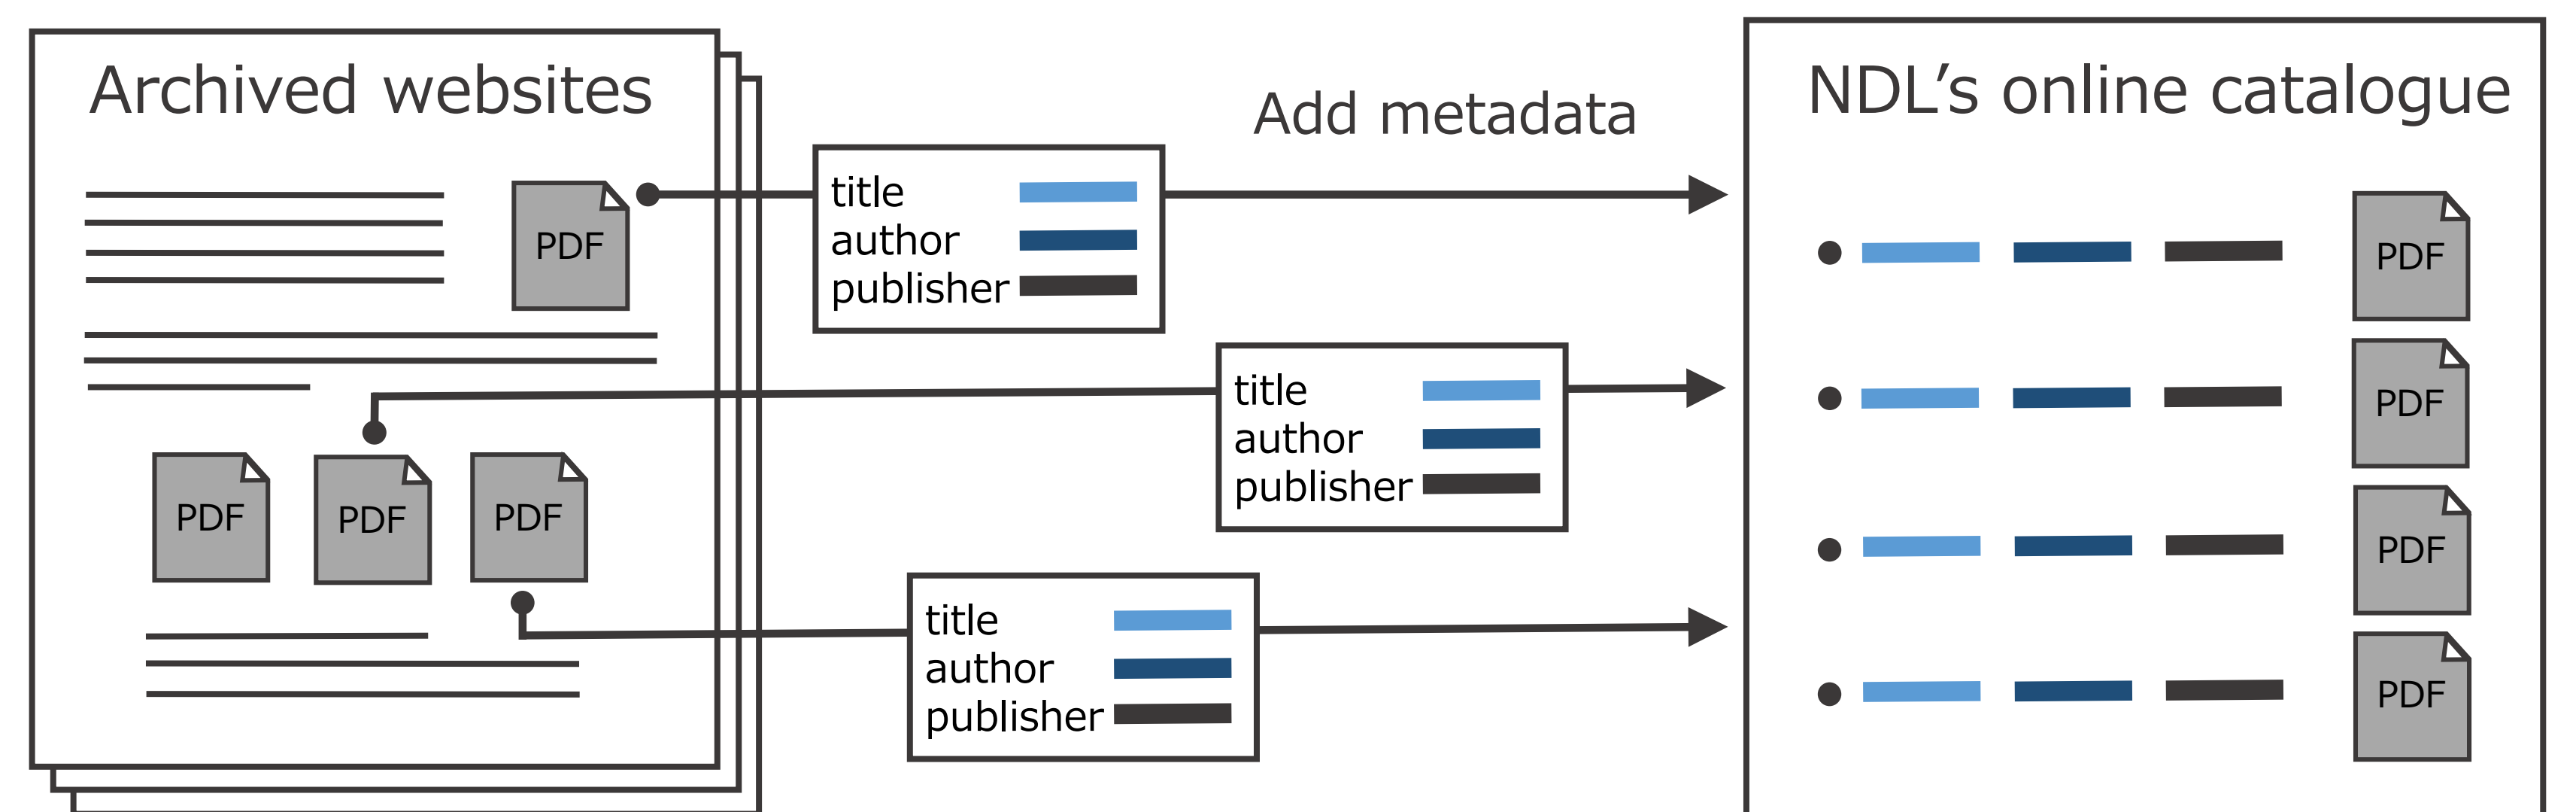 Archived websites
PDF
PDF
PDF
PDF
Add metadata
title
author
publisher
title
author
publisher
title
author
publisher
NDL's online catalogue
PDF
PDF
PDF
PDF